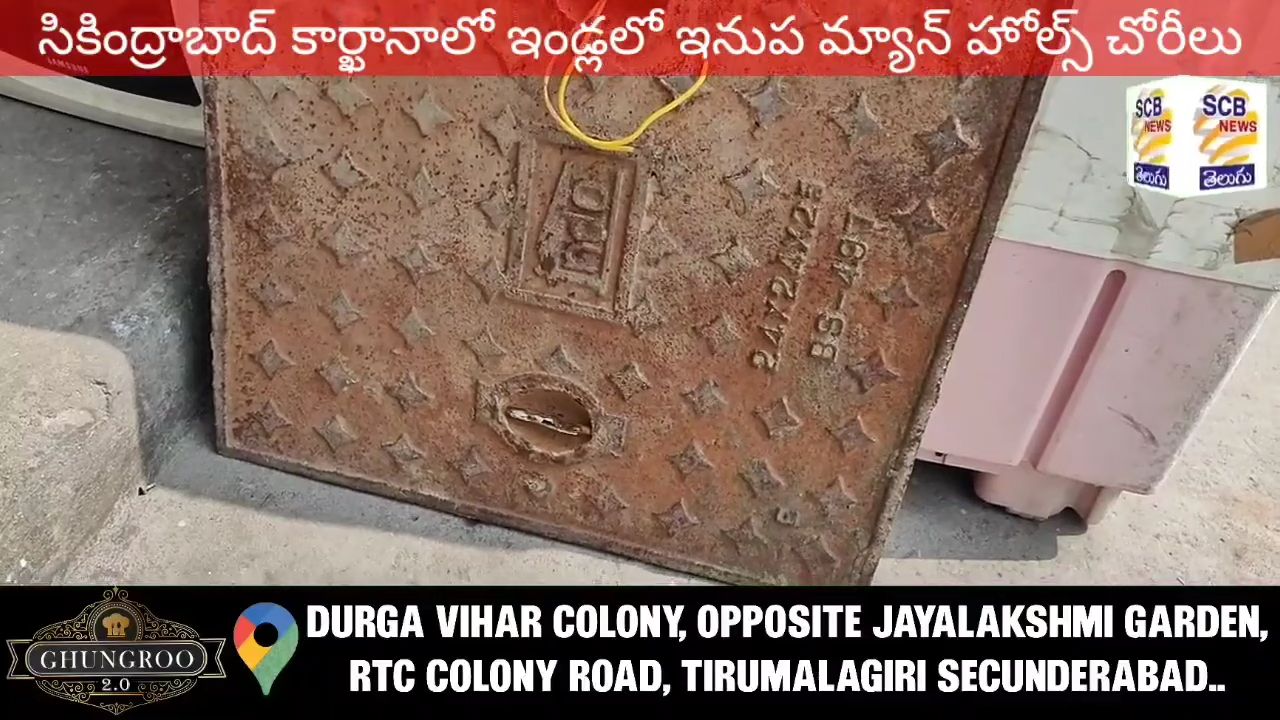 సికింద్రాబాద్ కార్ఖానాలో ఇండ్లలో ఇనుప మ్యాన్ హోల్స్ చోరీలు
SAMSUNG
SCB
NEWS
తెలుగు
SCB
NEWS
తెలుగు
BS-497
GHUNGROO
2.0
DURGA VIHAR COLONY, OPPOSITE JAYALAKSHMI GARDEN,
RTC COLONY ROAD, TIRUMALAGIRI SECUNDERABAD..